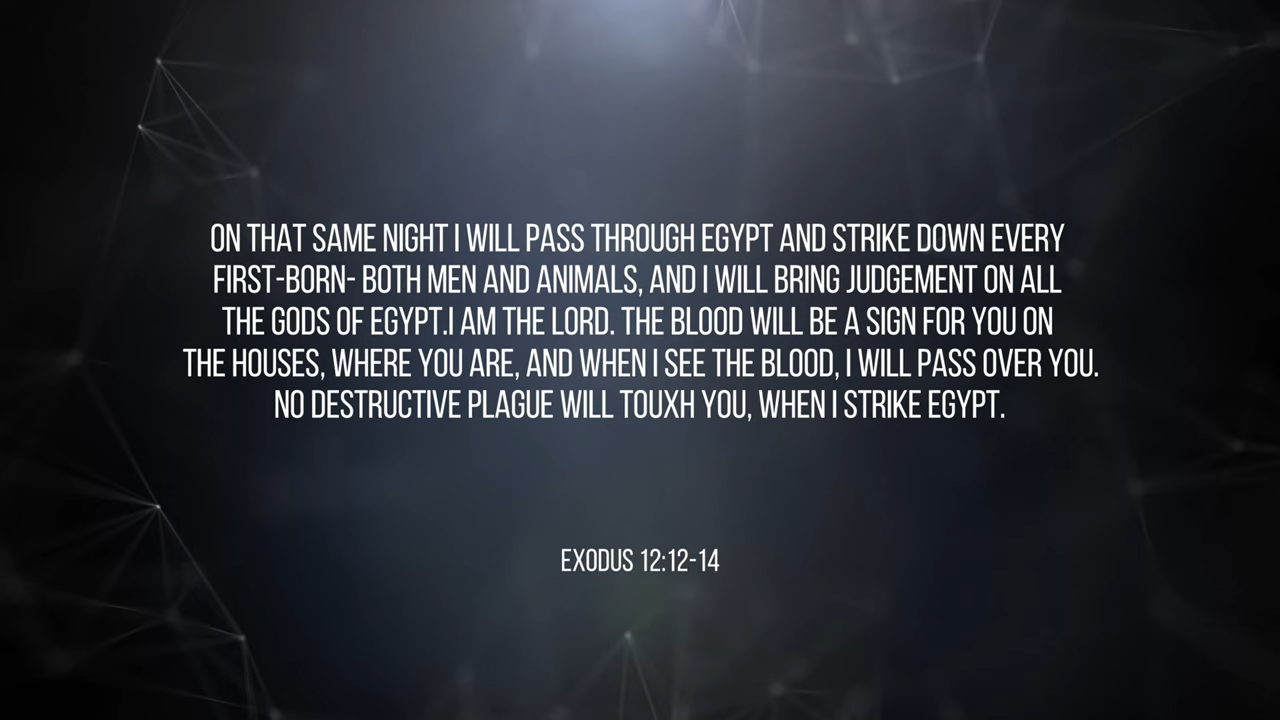 ON THAT SAME NIGHT I WILL PASS THROUGH EGYPT AND STRIKE DOWN EVERY
FIRST-BORN- BOTH MEN AND ANIMALS, AND I WILL BRING JUDGEMENT ON ALL
THE GODS OF EGYPT.I AM THE LORD. THE BLOOD WILL BE A SIGN FOR YOU ON
THE HOUSES, WHERE YOU ARE, AND WHEN I SEE THE BLOOD, I WILL PASS OVER YOU.
NO DESTRUCTIVE PLAGUE WILL TOUXH YOU, WHEN I STRIKE EGYPT.
EXODUS 12:12-14